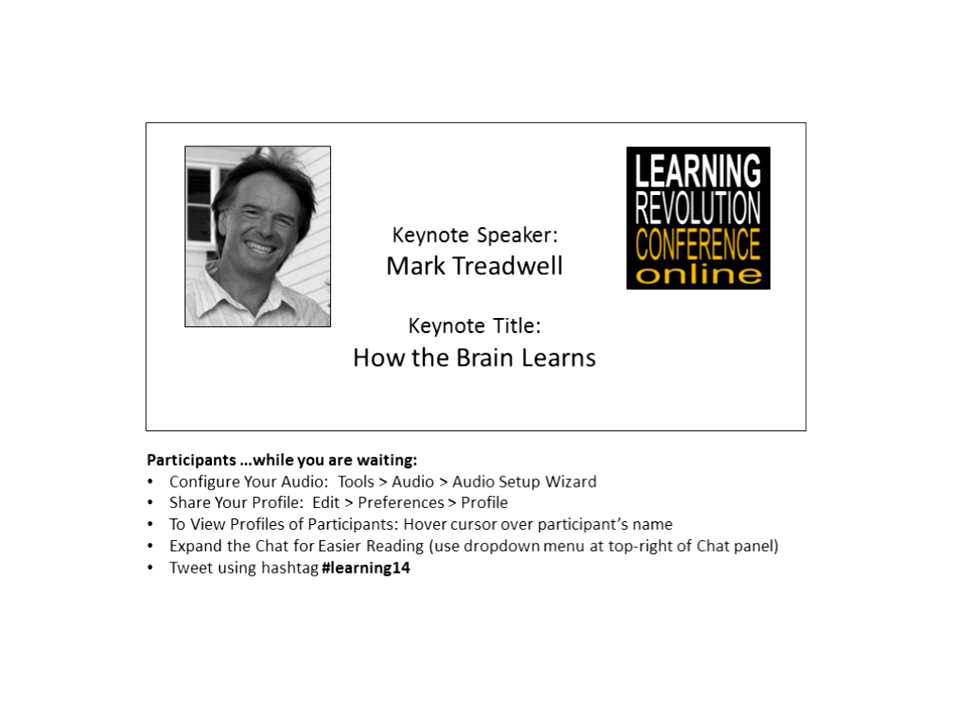 Keynote Speaker:
Mark Treadwell
Keynote Title:
How the Brain Learns
LEARNING
REVOLUTION
CONFERENCE
online
Participants ...while you are waiting:
• Configure Your Audio: Tools > Audio > Audio Setup Wizard
• Share Your Profile: Edit > Preferences > Profile
• To View Profiles of Participants: Hover cursor over participant's name
• Expand the Chat for Easier Reading (use dropdown menu at top-right of Chat panel)
• Tweet using hashtag #learning14